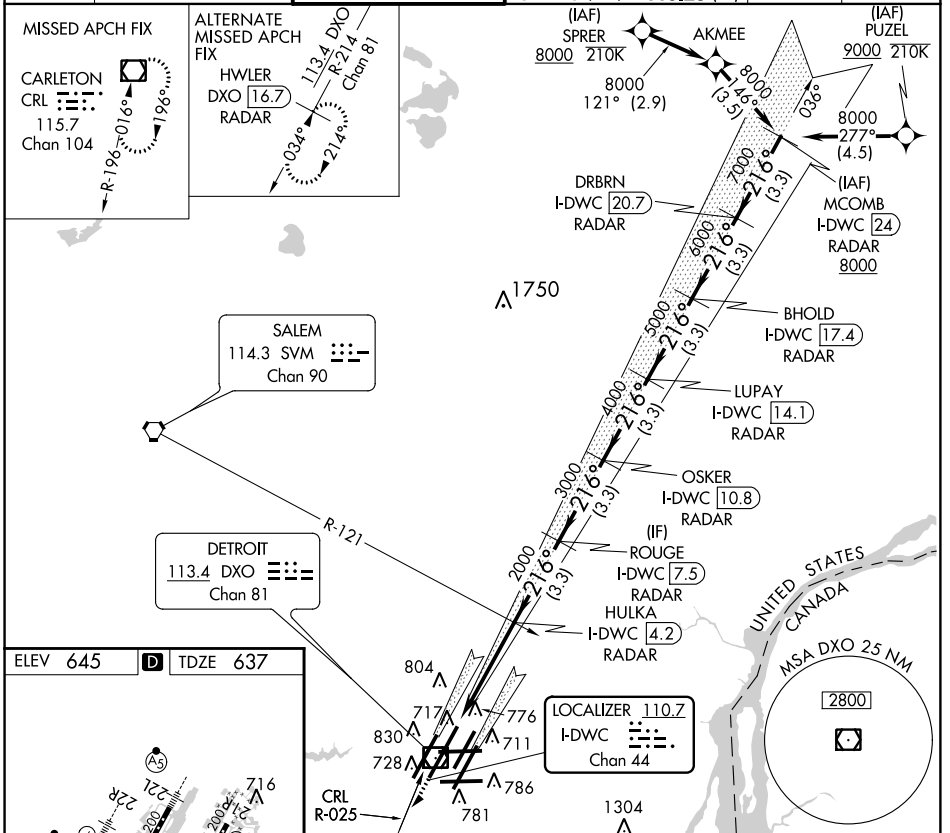 MISSED APCH FIX
CARLETON
CRL
115.7
Chan 104
R-196
016°
196°
ALTERNATE
MISSED APCH
FIX
HWLER
DXO 16.7
RADAR
113.4 DXO
R-214
Chan 81
034°
214°
(IAF)
SPRER
8000 210K
AKMEE
8000
121° (2.9)
8000
146°
(3.5)
036°
(IAF)
PUZEL
9000 210K
8000
277°
(4.5)
(IAF)
MCOMB
I-DWC 24
RADAR
8000
7000
216°
(3.3)
DRBRN
I-DWC 20.7
RADAR
6000
216°
(3.3)
1750
BHOLD
I-DWC 17.4
RADAR
5000
216°
(3.3)
SALEM
114.3 SVM
Chan 90
LUPAY
I-DWC 14.1
RADAR
4000
216°
(3.3)
OSKER
I-DWC 10.8
RADAR
3000
216°
(3.3)
R-121
(IF)
ROUGE
I-DWC 7.5
RADAR
2000
216°
(3.3)
DETROIT
113.4 DXO
Chan 81
HULKA
I-DWC 4.2
RADAR
UNITED STATES
CANADA
MSA DXO 25 NM
2800
ELEV 645 D TDZE 637
804
717
776
830
711
728
786
781
LOCALIZER 110.7
I-DWC
Chan 44
CRL
R-025
1304
A5
22R
22L
200
716
21R
200